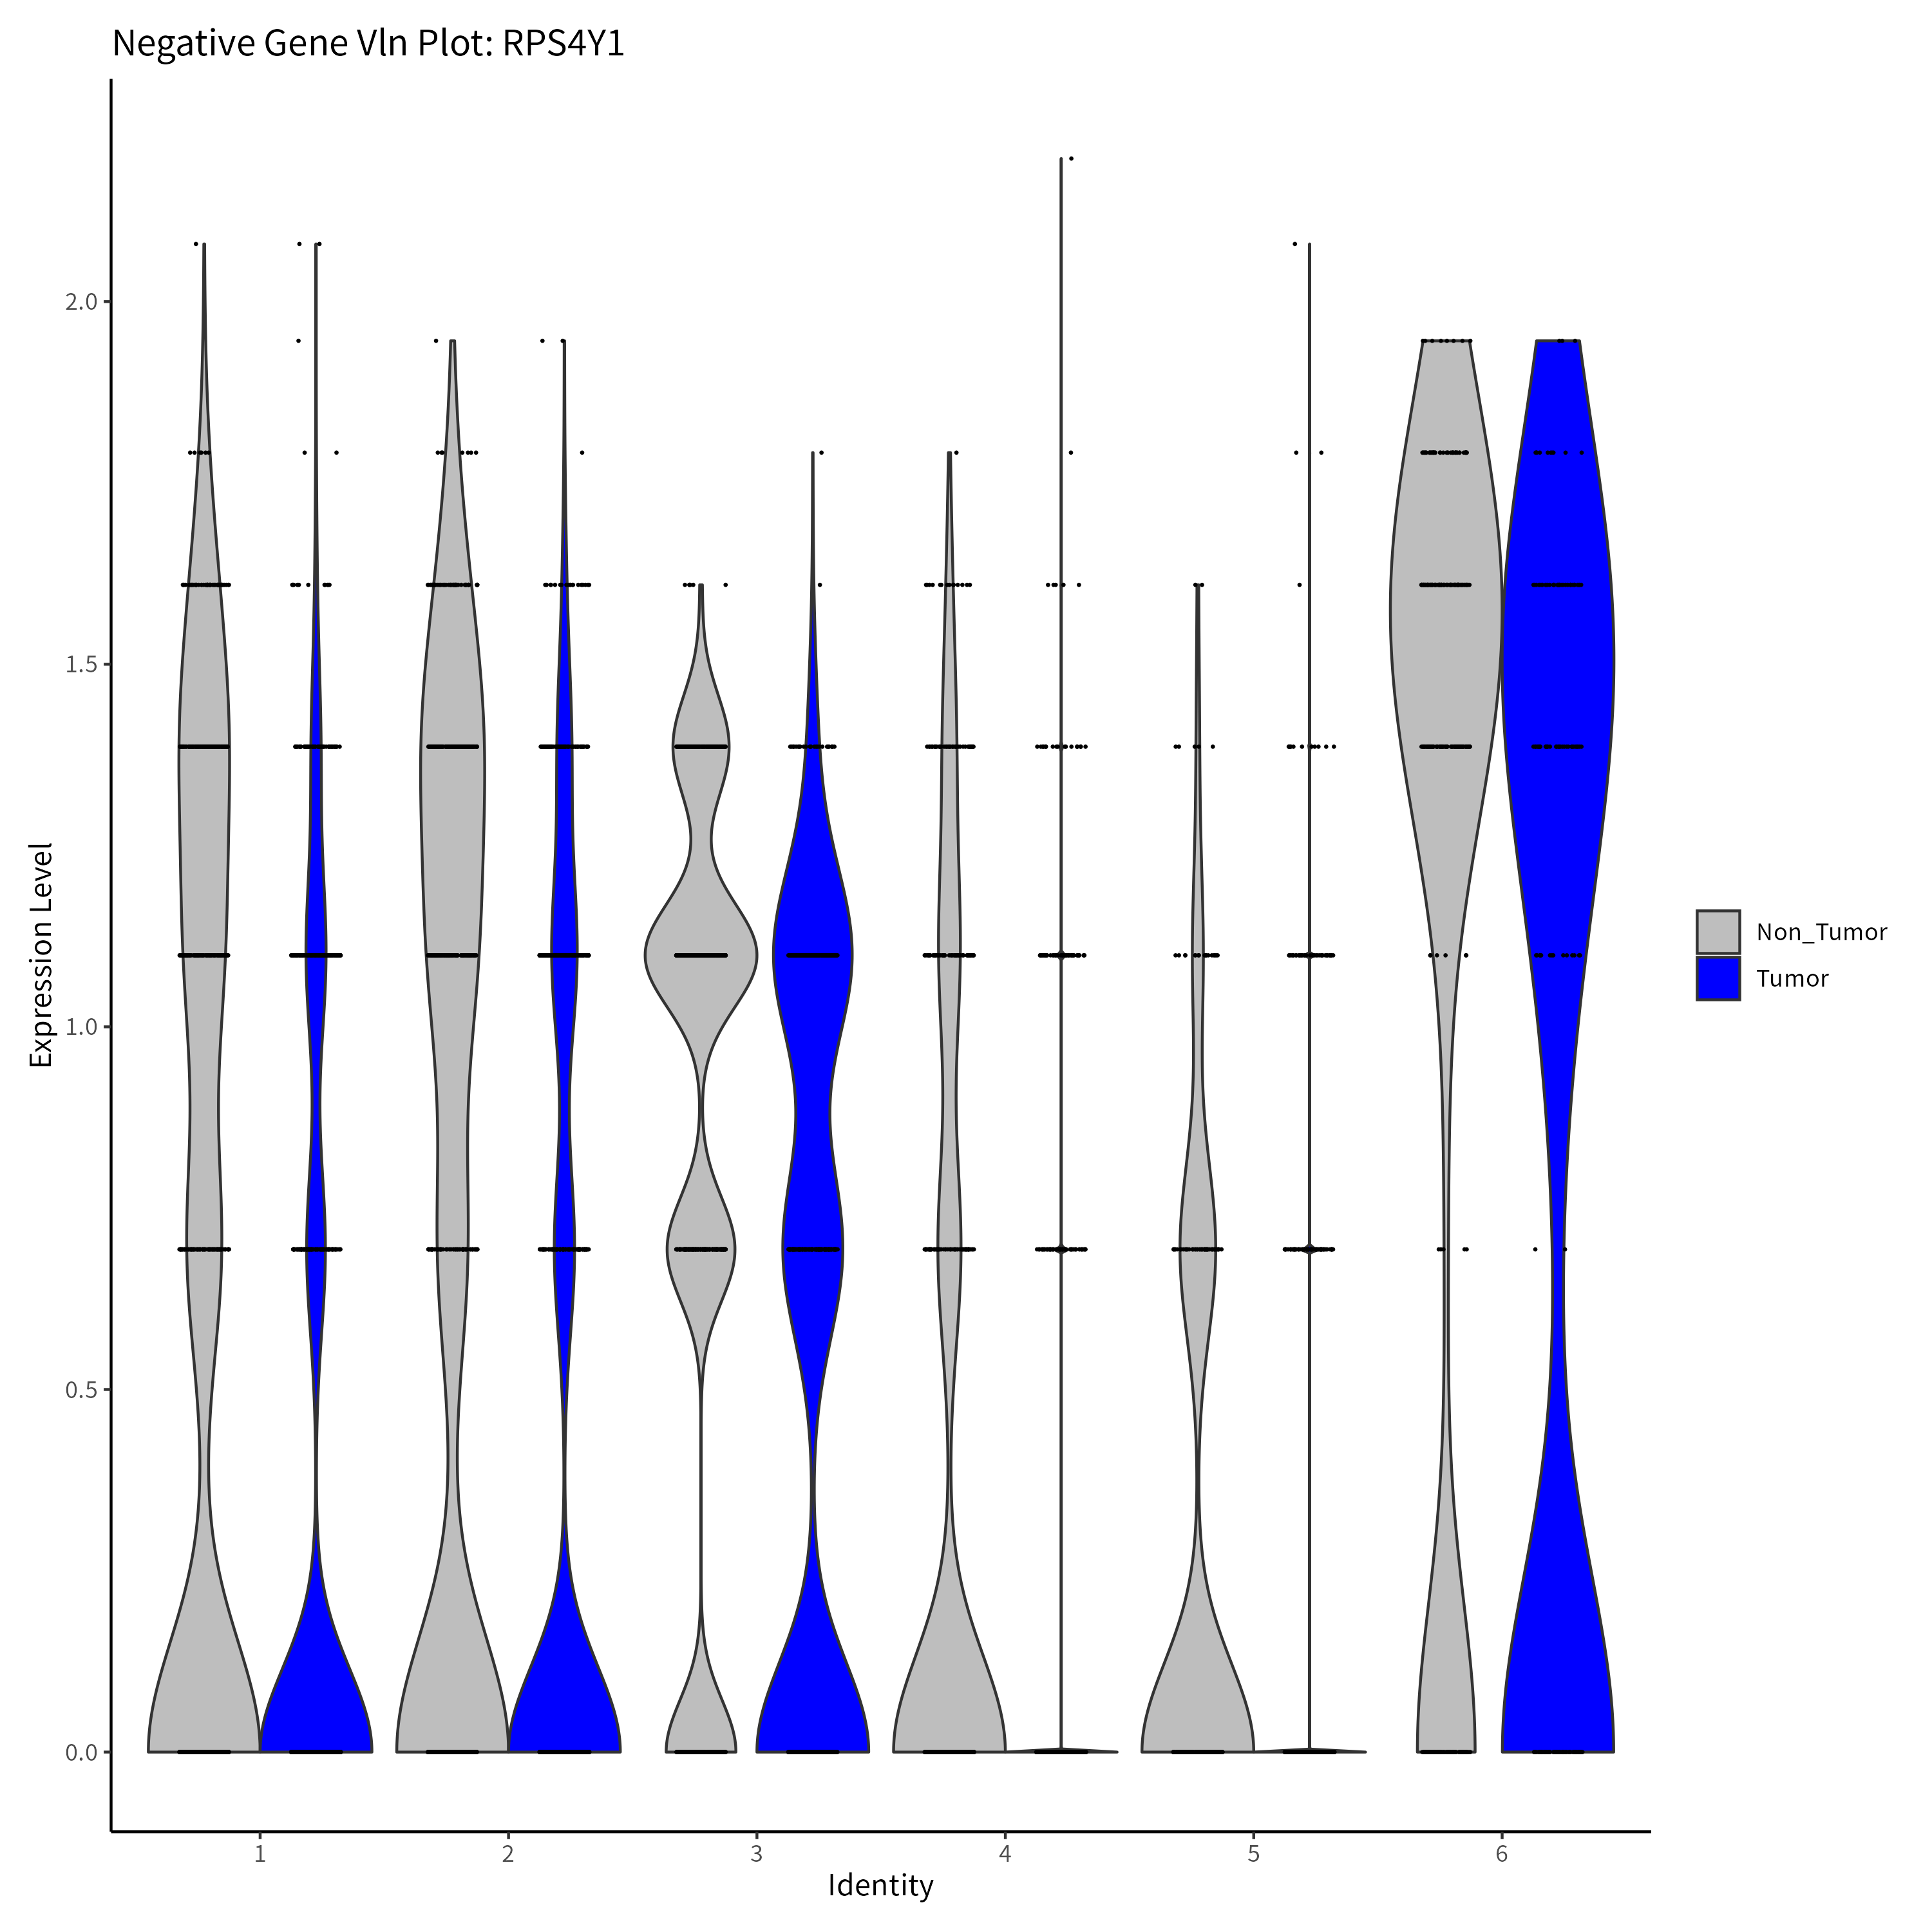 Negative Gene Vln Plot: RPS4Y1
Expression Level
2.0
1.5
1.0
0.5
0.0
1 2 3 4 5 6
Identity
Non_Tumor
Tumor